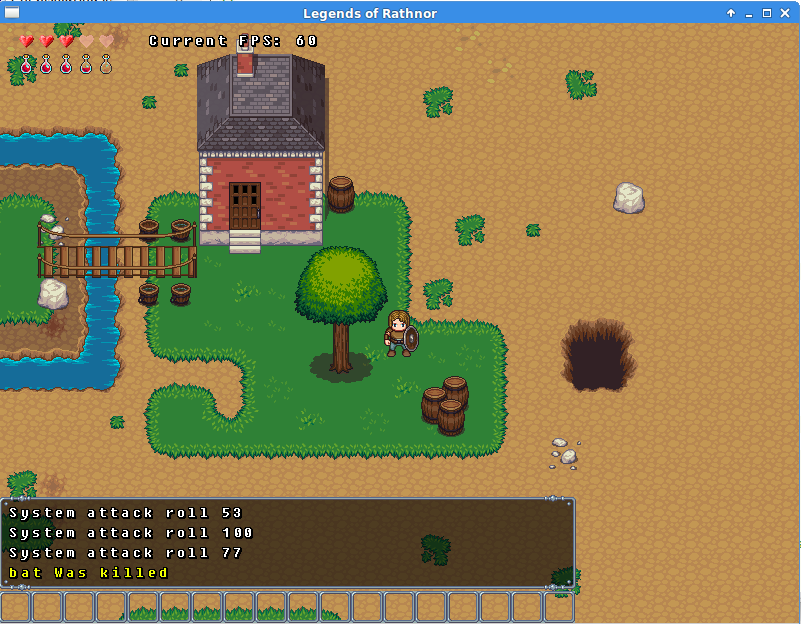 Legends of Rathnor
Current FPS: 60
System attack roll 53
System attack roll 100
System attack roll 77
bat Was killed